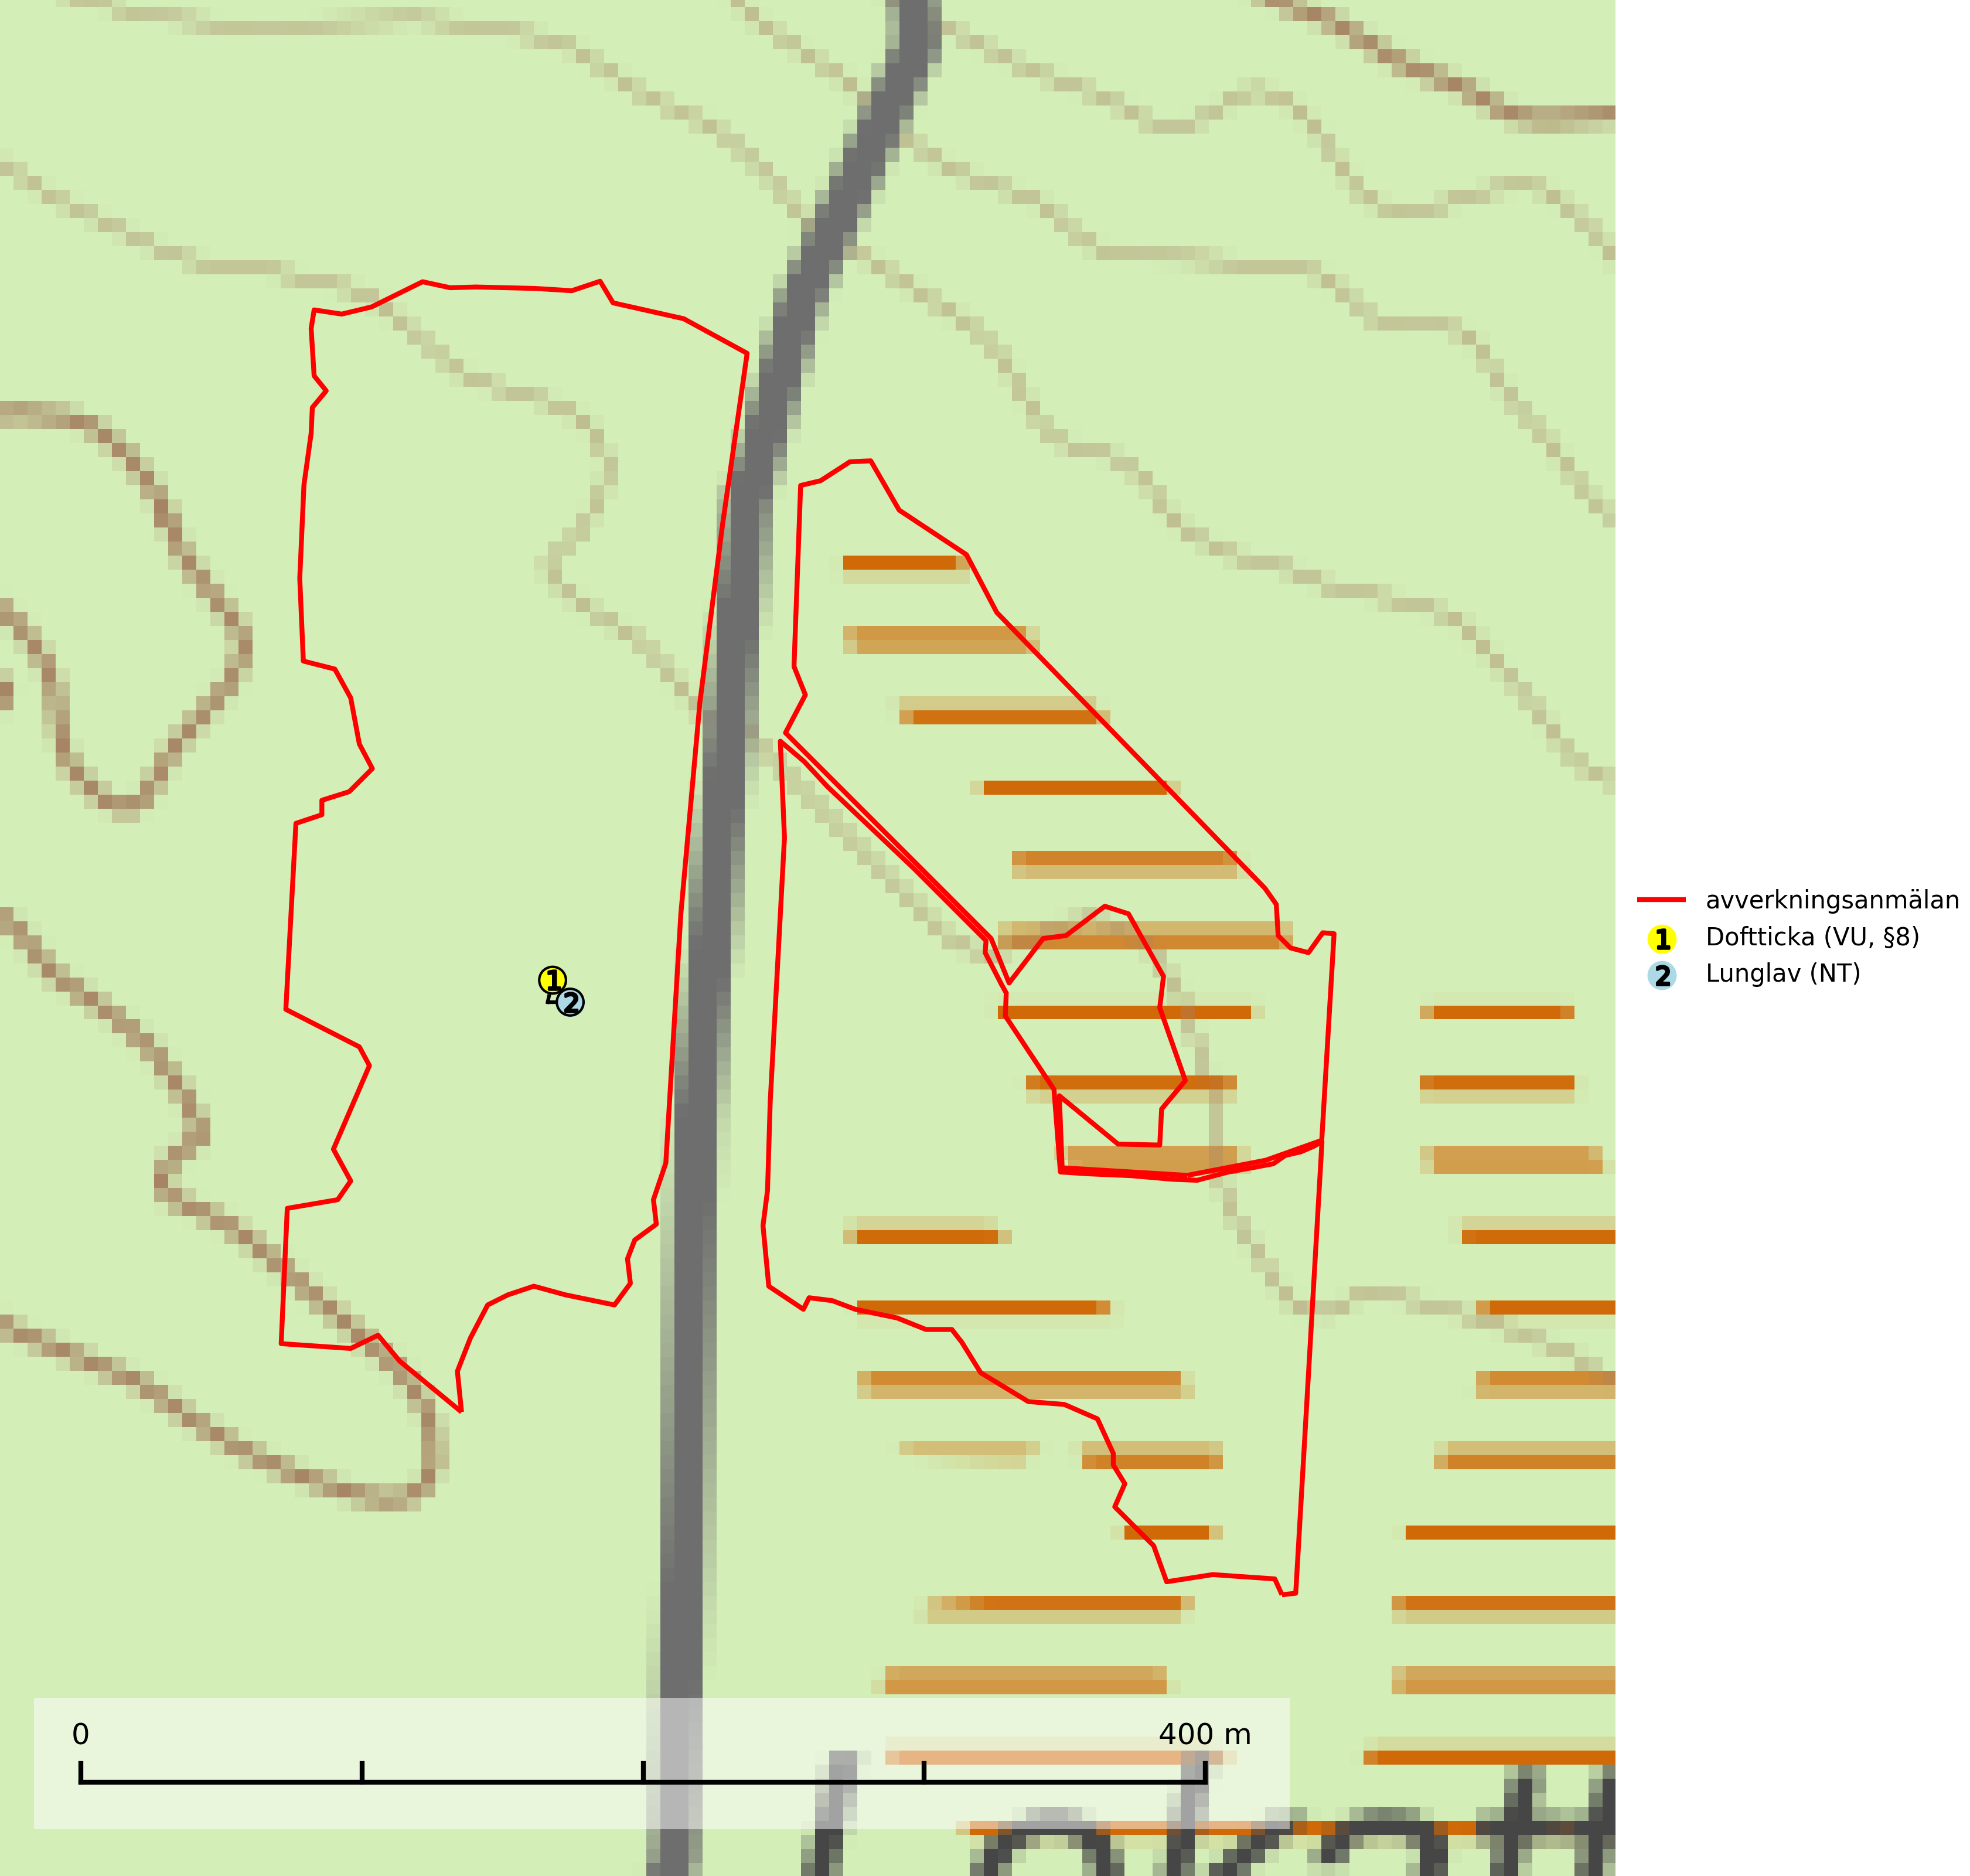 avverkningsanmälan
1 Doftticka (VU, §8)
2 Lunglav (NT)
1
2
0 400 m